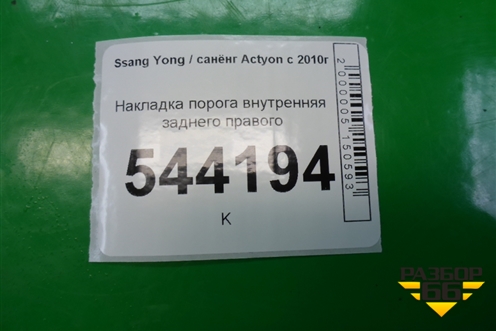 Ssang Yong / санёнг Actyon с 2010г
Накладка порога внутренняя
заднего правого
544194
К
2000005150593
РАЗБОР
66